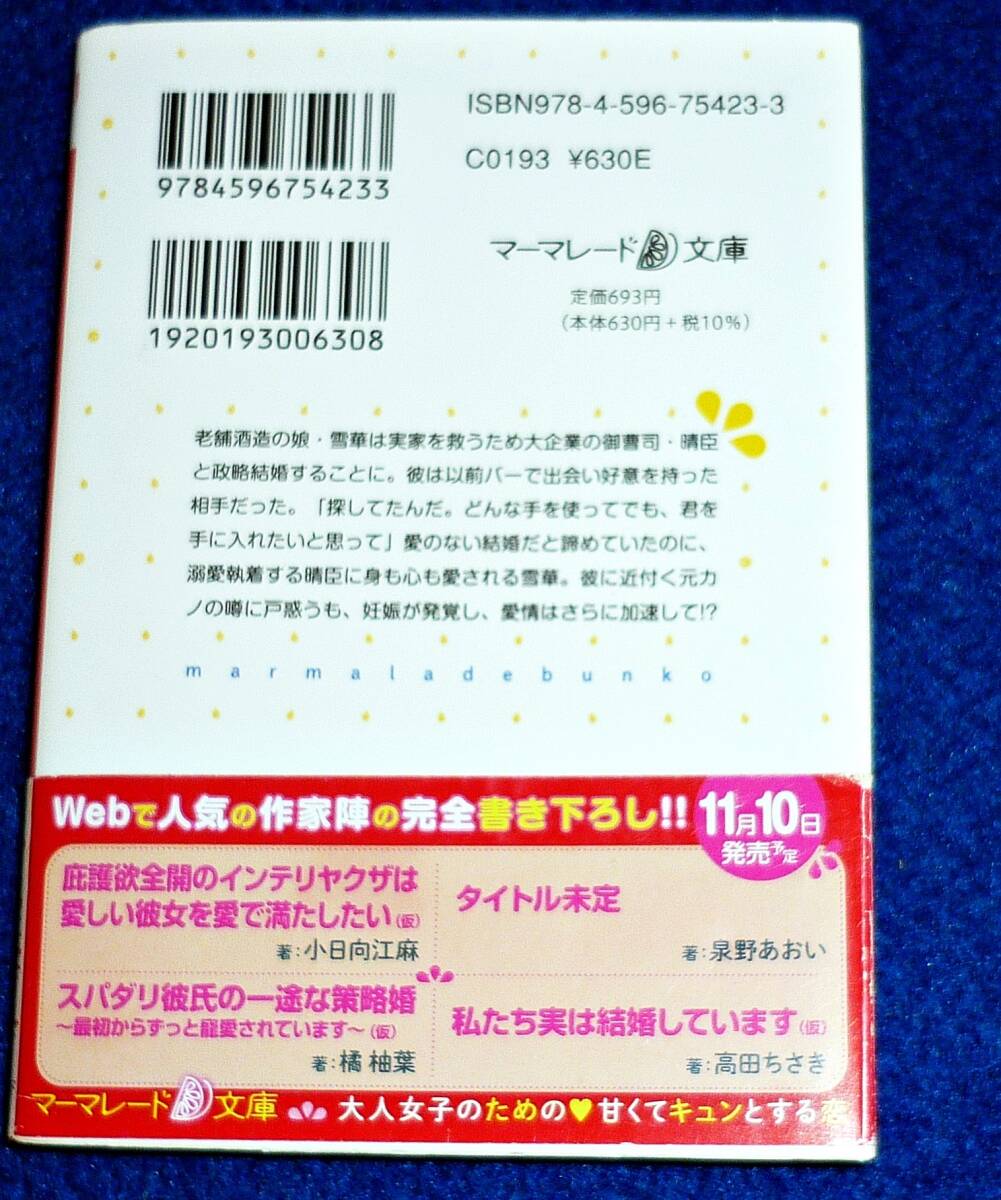 ISBN978-4-596-75423-3
C0193 ¥630E
9784596754233
マーマレード文庫
定価693円
(本体630円+税10%)
1920193006308
老舗酒造の娘・雪華は実家を救うため大企業の御曹司・晴臣
と政略結婚することに。彼は以前バーで出会い好意を持った
相手だった。「探してたんだ。どんな手を使ってでも、君を
手に入れたいと思って」愛のない結婚だと諦めていたのに、
溺愛執着する晴臣に身も心も愛される雪華。彼に近付く元カ
ノの噂に戸惑うも、妊娠が発覚し、愛情はさらに加速して!?
marmaladebunko
Webで人気の作家陣の完全書き下ろし!!
11月10日
発売予定
庇護欲全開のインテリヤクザは
愛しい彼女を愛で満たしたい(仮)
著:小日向江麻
タイトル未定
著:泉野あおい
スパダリ彼氏の一途な策略婚
～最初からずっと寵愛されています～(仮)
著:橘 柚葉
私たち実は結婚しています(仮)
著:高田ちさき
マーマレード文庫 大人女子のための♥甘くてキュンとする恋